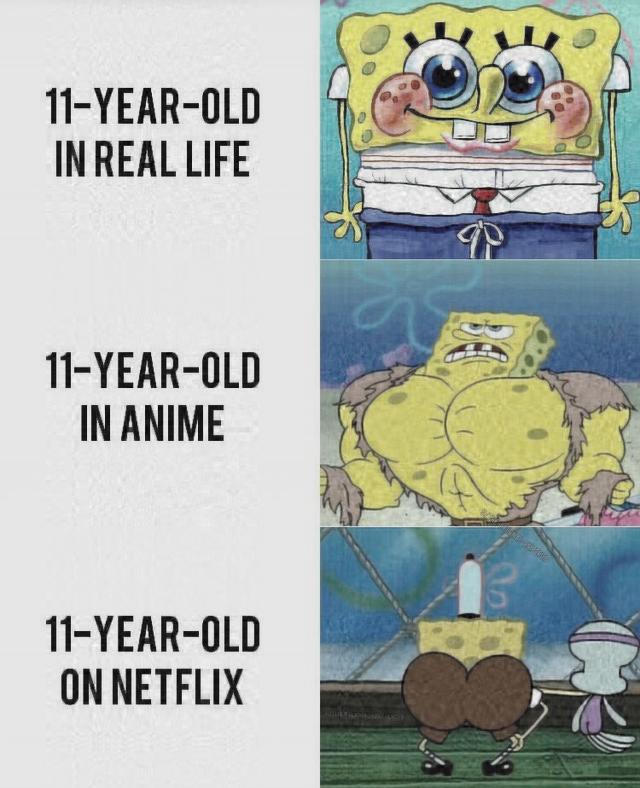 11-YEAR-OLD
IN REAL LIFE
11-YEAR-OLD
IN ANIME
11-YEAR-OLD
ON NETFLIX